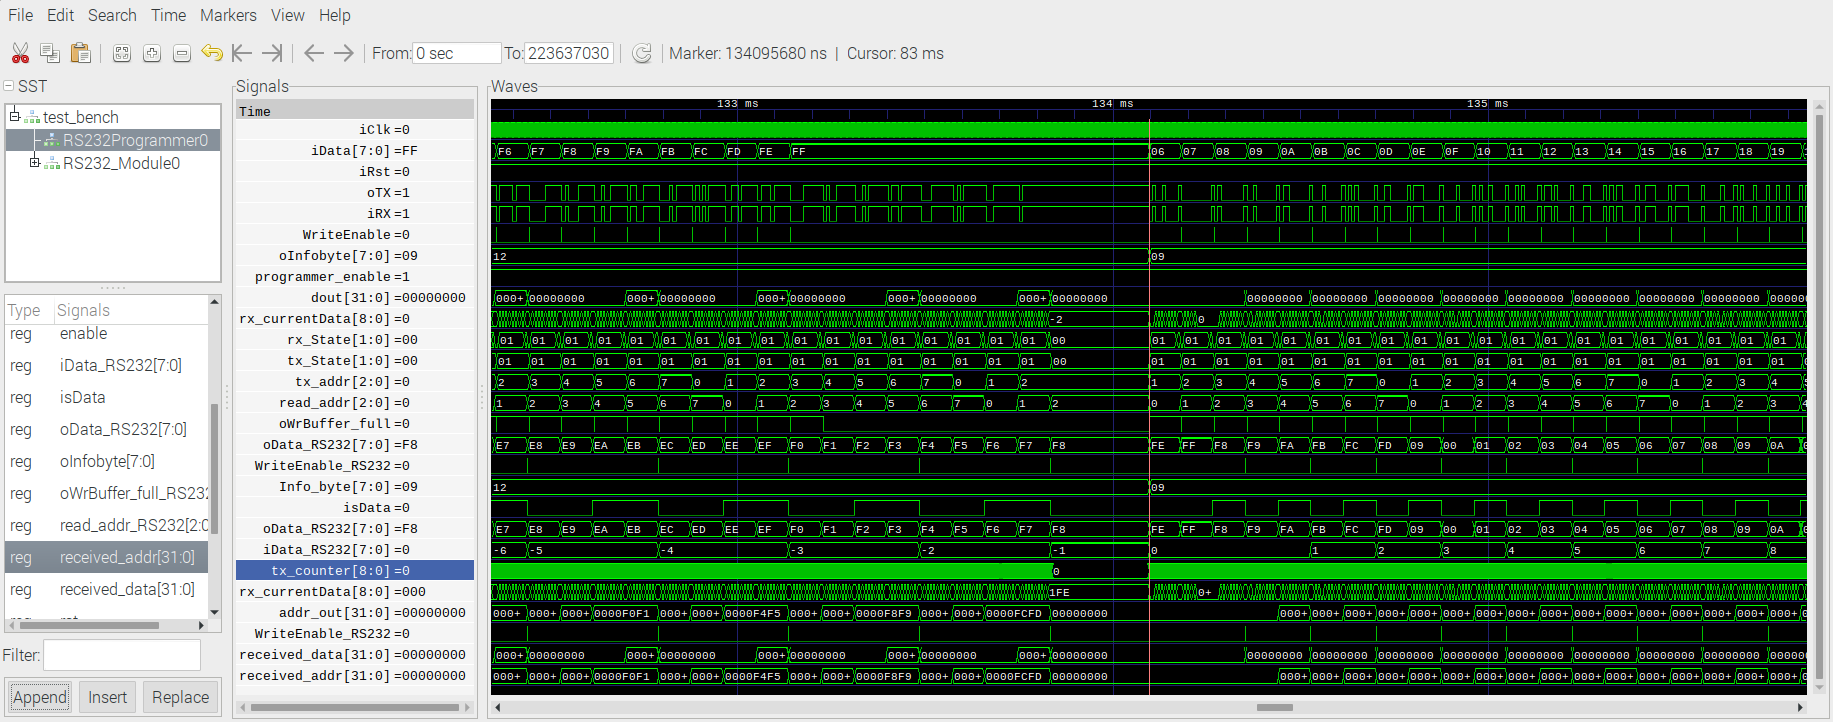 File Edit Search Time Markers View Help
From: 0 sec To: 223637030 Marker: 134095680 ns | Cursor: 83 ms
SST
test_bench
RS232Programmer0
RS232_Module0
Type Signals
reg enable
reg iData_RS232[7:0]
reg isData
reg oData_RS232[7:0]
reg oInfobyte[7:0]
reg oWrBuffer_full_RS232
reg read_addr_RS232[2:0
reg received_addr[31:0]
reg received_data[31:0]
Filter:
Append Insert Replace
Signals
Time
iClk =0
iData[7:0] =FF
iRst =0
oTX =1
iRX =1
WriteEnable =0
oInfobyte[7:0] =09
programmer_enable =1
dout[31:0] =00000000
rx_currentData[8:0] =0
rx_State[1:0] =00
tx_State[1:0] =00
tx_addr[2:0] =0
read_addr[2:0] =0
oWrBuffer_full =0
oData_RS232[7:0] =F8
WriteEnable_RS232 =0
Info_byte[7:0] =09
isData =0
oData_RS232[7:0] =F8
iData_RS232[7:0] =0
tx_counter[8:0] =0
rx_currentData[8:0] =000
addr_out[31:0] =00000000
WriteEnable_RS232 =0
received_data[31:0] =00000000
received_addr[31:0] =00000000
Waves
133 ms 134 ms 135 ms
F6 F7 F8 F9 FA FB FC FD FE FF 06 07 08 09 0A 0B 0C 0D 0E 0F 10 11 12 13 14 15 16 17 18 19
12 09
000+ 00000000 000+ 00000000 000+ 00000000 000+ 00000000 000+ 00000000 00000000 00000000 00000000 00000000 00000000 00000000 00000000 00000000 0000
-2 0
01 01 01 01 01 01 01 01 01 01 01 01 01 01 01 01 01 00 01 01 01 01 01 01 01 01 01 01 01 01 01 01 01 01 01 01 01 01
01 01 01 01 01 01 01 01 01 01 01 01 01 01 01 01 01 00 01 01 01 01 01 01 01 01 01 01 01 01 01 01 01 01 01 01 01 01
2 3 4 5 6 7 0 1 2 3 4 5 6 7 0 1 2 1 2 3 4 5 6 7 0 1 2 3 4 5 6 7 0 1 2 3 4 5
1 2 3 4 5 6 7 0 1 2 3 4 5 6 7 0 1 2 0 1 2 3 4 5 6 7 0 1 2 3 4 5 6 7 0 1 2 3 4
E7 E8 E9 EA EB EC ED EE EF F0 F1 F2 F3 F4 F5 F6 F7 F8 FE FF F8 F9 FA FB FC FD 09 00 01 02 03 04 05 06 07 08 09 0A
12 09
E7 E8 E9 EA EB EC ED EE EF F0 F1 F2 F3 F4 F5 F6 F7 F8 FE FF F8 F9 FA FB FC FD 09 00 01 02 03 04 05 06 07 08 09 0A
-6 -5 -4 -3 -2 -1 0 1 2 3 4 5 6 7 8
0
1FE 0+
000+ 000+ 000+ 0000F0F1 000+ 000+ 0000F4F5 000+ 000+ 0000F8F9 000+ 000+ 0000FCFD 00000000 000+ 000+ 000+ 000+ 000+ 000+ 000+ 000+ 000+ 000+ 000+ 000+ 000+ 000+ 000+ 000+
000+ 00000000 000+ 00000000 000+ 00000000 000+ 00000000 000+ 00000000 00000000 00000000 00000000 00000000 00000000 00000000 00000000 00000000 0000
000+ 000+ 000+ 0000F0F1 000+ 000+ 0000F4F5 000+ 000+ 0000F8F9 000+ 000+ 0000FCFD 00000000 000+ 000+ 000+ 000+ 000+ 000+ 000+ 000+ 000+ 000+ 000+ 000+ 000+ 000+ 000+ 000+